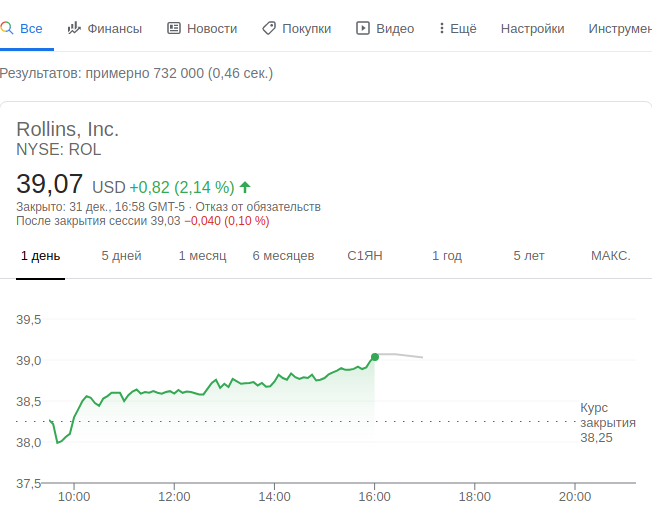 Все Финансы Новости Покупки Видео Ещё Настройки Инструмен
Результатов: примерно 732 000 (0,46 сек.)
Rollins, Inc.
NYSE: ROL
39,07 USD +0,82 (2,14 %)
Закрыто: 31 дек., 16:58 GMT-5 · Отказ от обязательств
После закрытия сессии 39,03 −0,040 (0,10 %)
1 день 5 дней 1 месяц 6 месяцев С1ЯН 1 год 5 лет МАКС.
39,5
39,0
38,5
Курс
закрытия
38,25
38,0
37,5
10:00 12:00 14:00 16:00 18:00 20:00